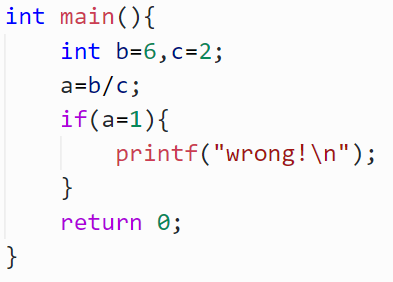 int main(){
    int b=6,c=2;
    a=b/c;
    if(a=1){
        printf("wrong!\n");
    }
    return 0;
}